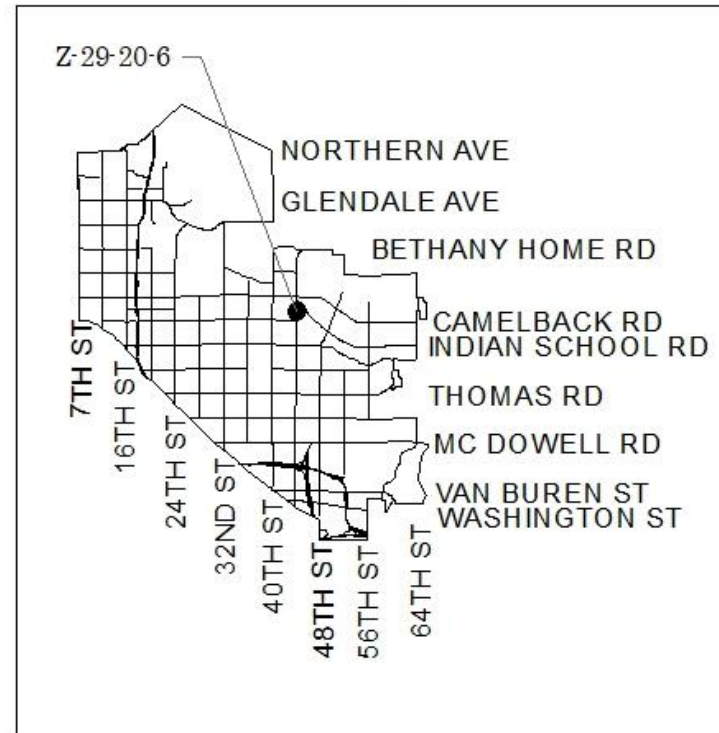 Z-29-20-6
NORTHERN AVE
GLENDALE AVE
BETHANY HOME RD
CAMELBACK RD
INDIAN SCHOOL RD
THOMAS RD
MC DOWELL RD
VAN BUREN ST
WASHINGTON ST
7TH ST
16TH ST
24TH ST
32ND ST
40TH ST
48TH ST
56TH ST
64TH ST